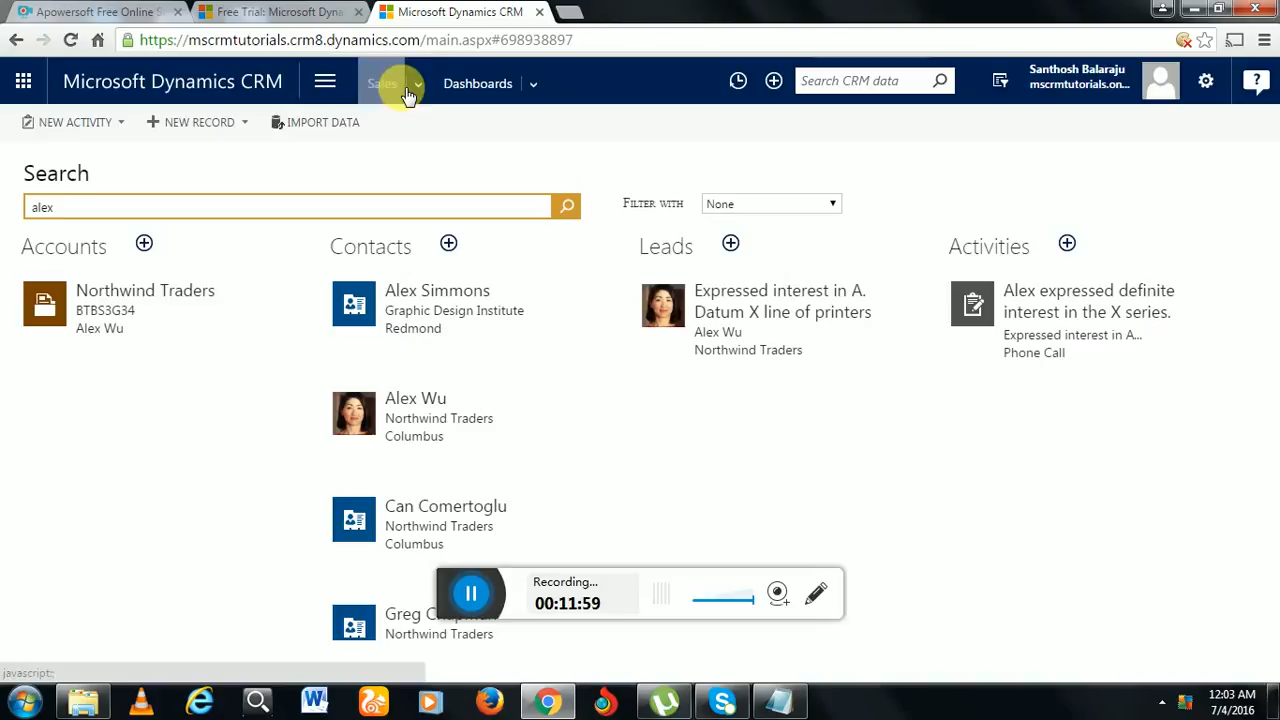 Apowersoft Free Online S
Free Trial: Microsoft Dyna
Microsoft Dynamics CRM
https://mscrmtutorials.crm8.dynamics.com/main.aspx#698938897
Microsoft Dynamics CRM
Sales
Dashboards
Search CRM data
Santhosh Balaraju
mscrmtutorials.on...
NEW ACTIVITY
NEW RECORD
IMPORT DATA
Search
alex
Filter with
None
Accounts
Contacts
Leads
Activities
Northwind Traders
BTBS3G34
Alex Wu
Alex Simmons
Graphic Design Institute
Redmond
Expressed interest in A.
Datum X line of printers
Alex Wu
Northwind Traders
Alex expressed definite
interest in the X series.
Expressed interest in A...
Phone Call
Alex Wu
Northwind Traders
Columbus
Can Comertoglu
Northwind Traders
Columbus
Greg
Northwind Traders
Recording...
00:11:59
javascript:;
12:03 AM
7/4/2016